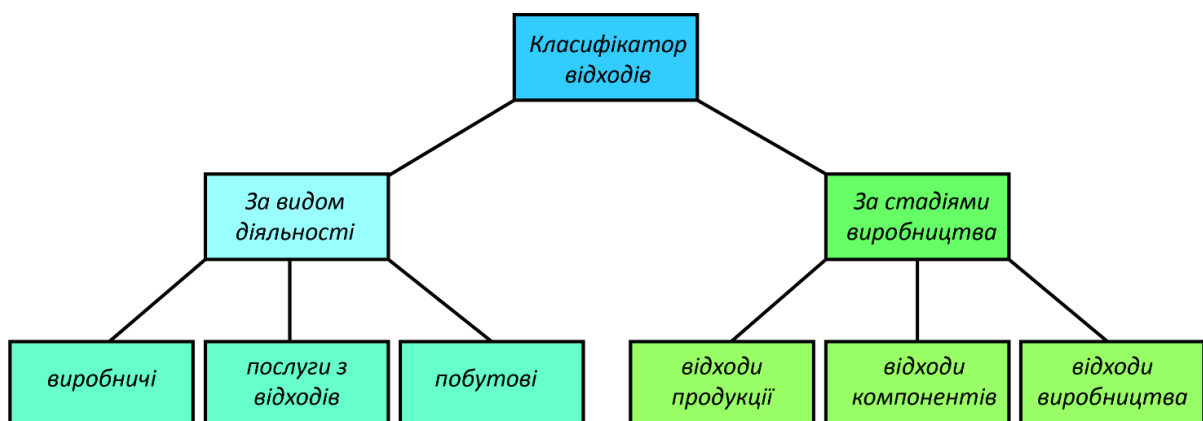 Класифікатор
відходів
За видом
діяльності
За стадіями
виробництва
виробничі
послуги з
відходів
побутові
відходи
продукції
відходи
компонентів
відходи
виробництва